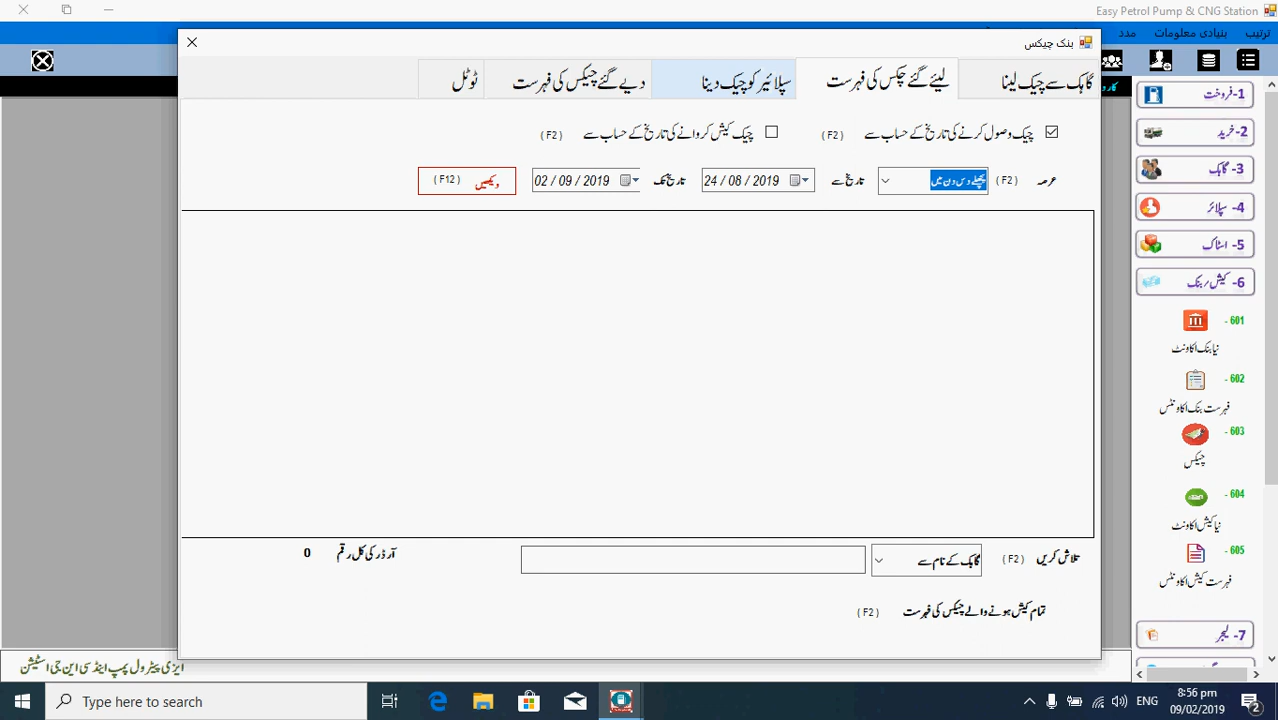 Easy Petrol Pump & CNG Station
ترتیب بنیادی معلومات مدد
بنک چیکس
گاہک سے چیک لینا
لیئے گئے چکس کی فہرست
سپلائیر کو چیک دینا
دیے گئے چیکس کی فہرست
ٹوٹل
چیک وصول کرنے کی تاریخ کے حساب سے (F2)
چیک کیش کروانے کی تاریخ کے حساب سے (F2)
عرصہ (F2) پچھلے دس دن میں تاریخ سے 24 / 08 / 2019 تاریخ تک 02 / 09 / 2019 دیکھیں (F12)
تلاش کریں (F2) گاہک کے نام سے
آرڈر کی کل رقم 0
تمام کیش ہونے والے چیکس کی فہرست (F2)
1- فروخت
2- خرید
3- گاہک
4- سپلائر
5- اسٹاک
6- کیش / بنک
601 -
نیا بنک اکاونٹ
602 -
فہرست بنک اکاونٹس
603 -
چیکس
604 -
نیا کیش اکاونٹ
605 -
فہرست کیش اکاونٹس
7- لیجر
ایزی پیٹرول پمپ اینڈ سی این جی اسٹیشن
Type here to search
ENG
8:56 pm
09/02/2019
2